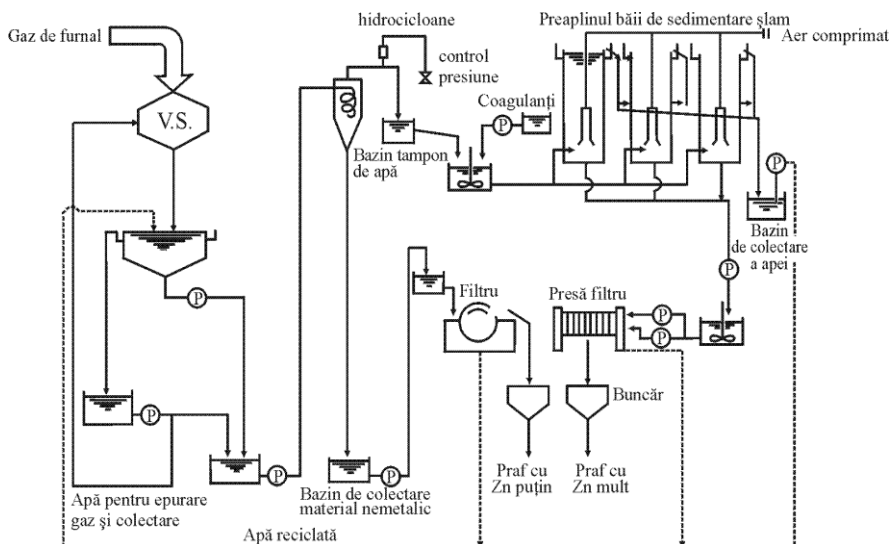 Gaz de furnal
V.S.
hidrocicloane
control
presiune
Preaplinul băii de sedimentare şlam
Aer comprimat
Coagulanţi
P
Bazin tampon
de apă
P
Bazin
de colectare
a apei
P
P
Filtru
Presă filtru
P
P
P
Buncăr
P
P
Praf cu
Zn puţin
Praf cu
Zn mult
Apă pentru epurare
gaz şi colectare
Bazin de colectare
material nemetalic
Apă reciclată